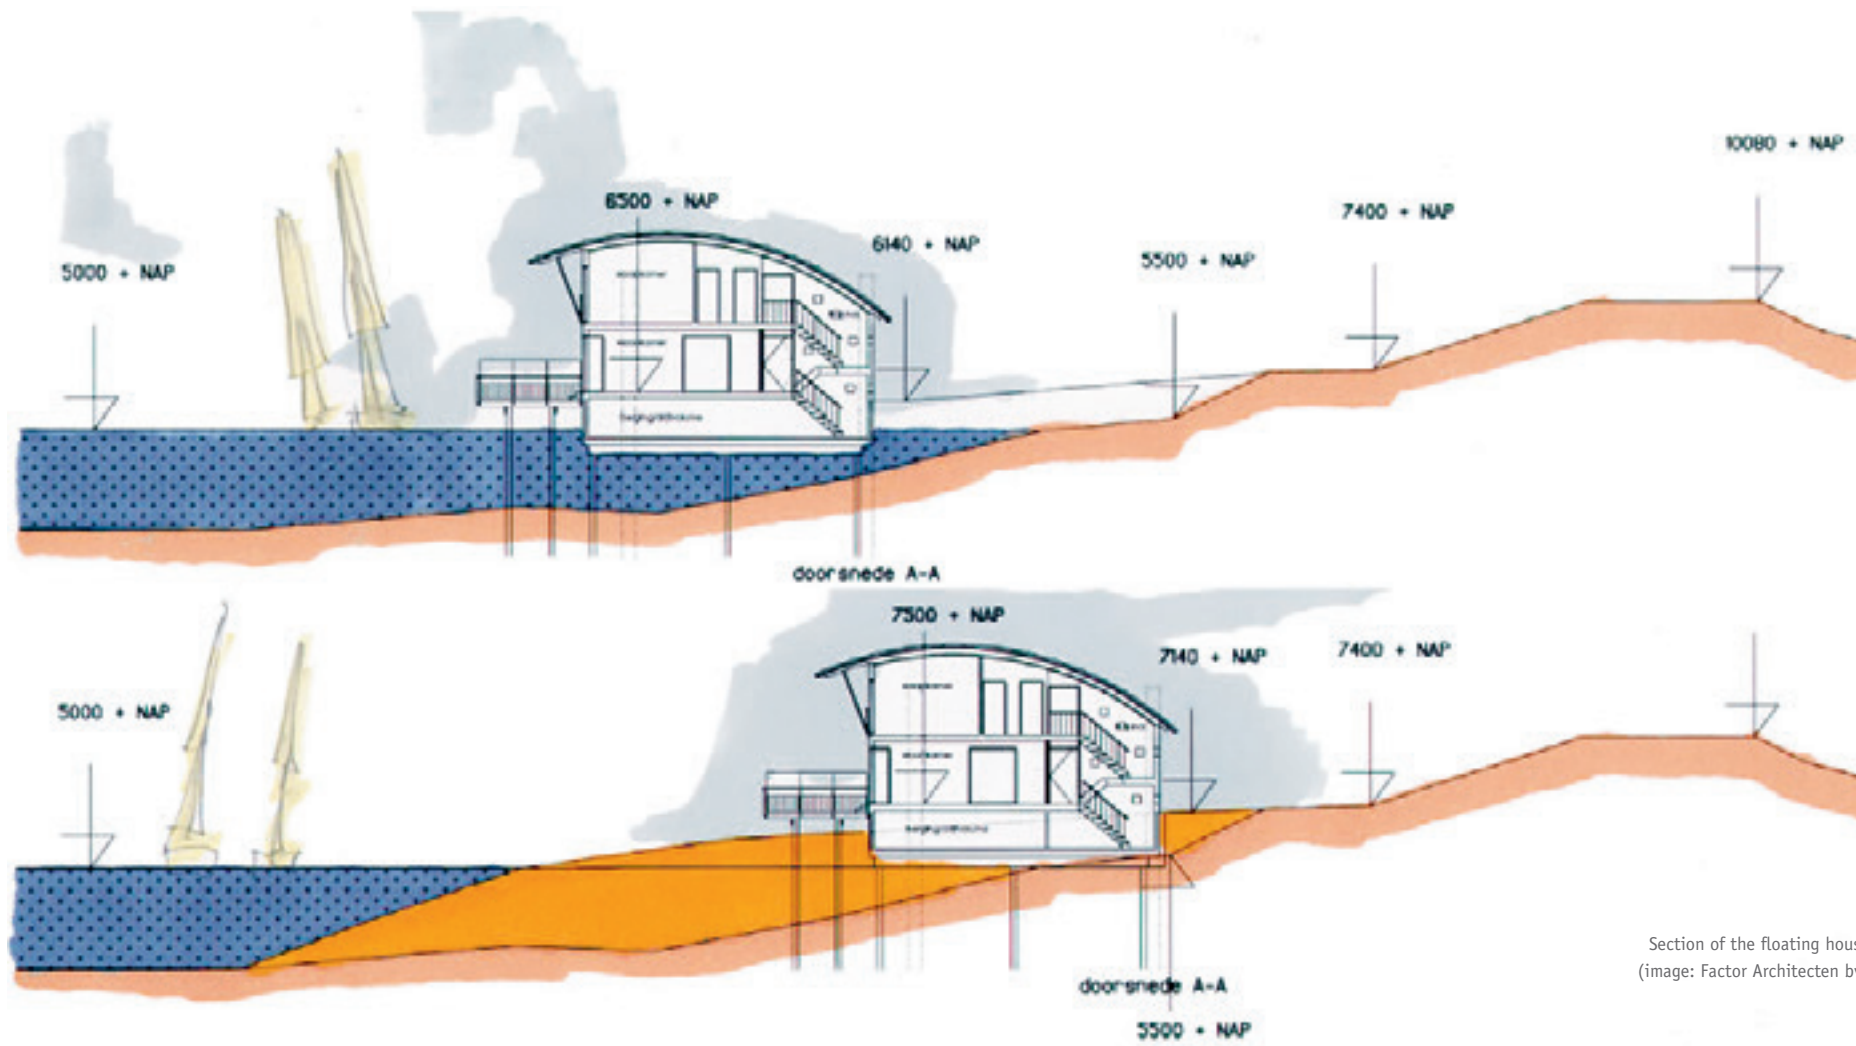 10080 + NAP
6500 + NAP
7400 + NAP
6140 + NAP
5500 + NAP
5000 + NAP
doorsnede A-A
7500 + NAP
7140 + NAP
7400 + NAP
5000 + NAP
Section of the floating hous
(image: Factor Architecten bv
doorsnede A-A
5500 + NAP